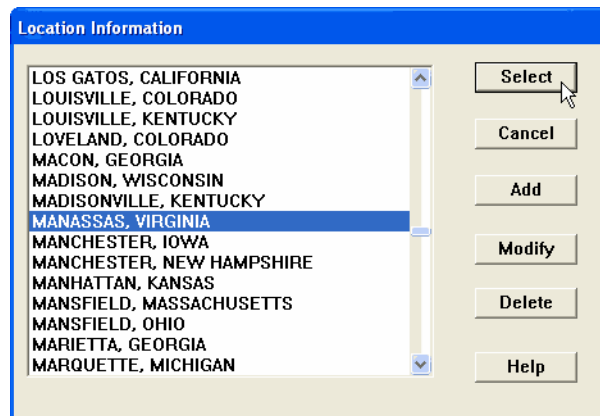 Location Information
LOS GATOS, CALIFORNIA
LOUISVILLE, COLORADO
LOUISVILLE, KENTUCKY
LOVELAND, COLORADO
MACON, GEORGIA
MADISON, WISCONSIN
MADISONVILLE, KENTUCKY
MANASSAS, VIRGINIA
MANCHESTER, IOWA
MANCHESTER, NEW HAMPSHIRE
MANHATTAN, KANSAS
MANSFIELD, MASSACHUSETTS
MANSFIELD, OHIO
MARIETTA, GEORGIA
MARQUETTE, MICHIGAN
Select
Cancel
Add
Modify
Delete
Help